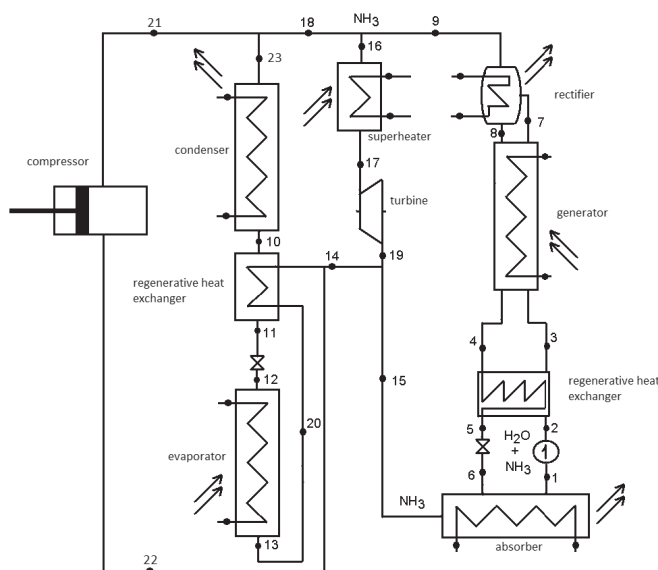 21
18
NH3
9
23
16
rectifier
condenser
superheater
8
7
compressor
17
turbine
generator
10
14
19
regenerative heat
exchanger
11
4
3
12
15
regenerative heat
exchanger
20
5
H2O
+
NH3
2
1
evaporator
6
1
NH3
13
absorber
22